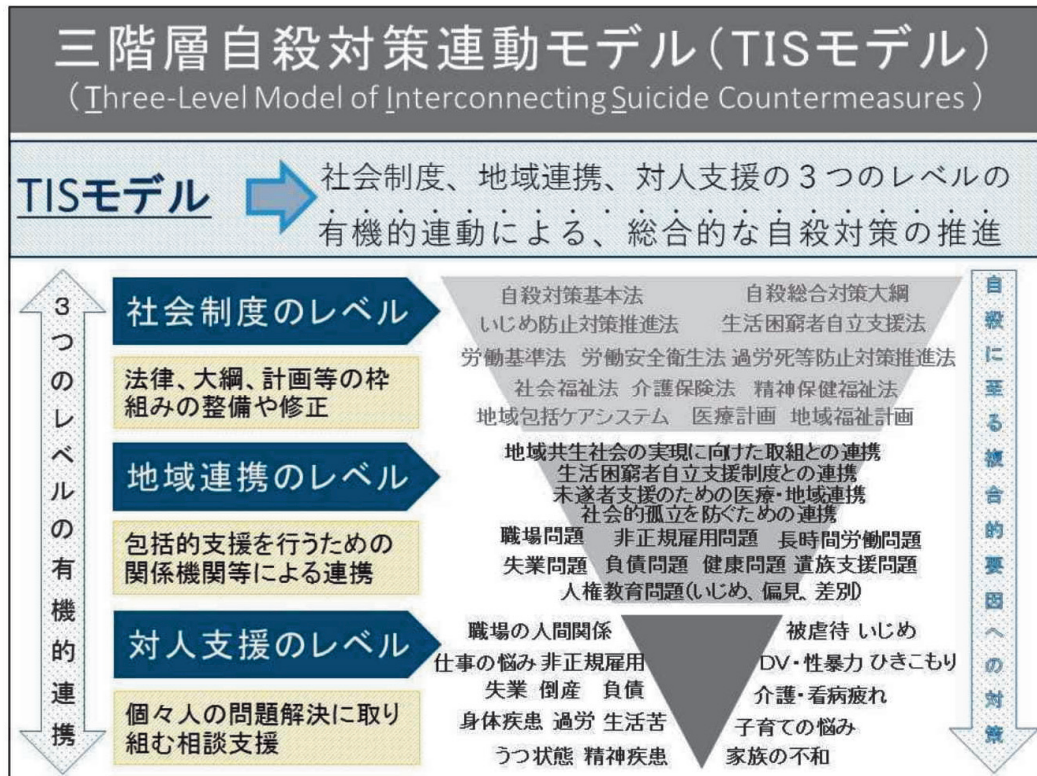 三階層自殺対策連動モデル(TISモデル)
(Three-Level Model of Interconnecting Suicide Countermeasures)
TISモデル
社会制度、地域連携、対人支援の3つのレベルの
有機的連動による、総合的な自殺対策の推進
3つのレベルの有機的連携
社会制度のレベル
法律、大綱、計画等の枠
組みの整備や修正
自殺対策基本法 自殺総合対策大綱
いじめ防止対策推進法 生活困窮者自立支援法
労働基準法 労働安全衛生法 過労死等防止対策推進法
社会福祉法 介護保険法 精神保健福祉法
地域包括ケアシステム 医療計画 地域福祉計画
地域連携のレベル
包括的支援を行うための
関係機関等による連携
地域共生社会の実現に向けた取組との連携
生活困窮者自立支援制度との連携
未遂者支援のための医療・地域連携
社会的孤立を防ぐための連携
職場問題 非正規雇用問題 長時間労働問題
失業問題 負債問題 健康問題 遺族支援問題
人権教育問題(いじめ、偏見、差別)
対人支援のレベル
個々人の問題解決に取り
組む相談支援
職場の人間関係 被虐待 いじめ
仕事の悩み 非正規雇用 DV・性暴力 ひきこもり
失業 倒産 負債 介護・看病疲れ
身体疾患 過労 生活苦 子育ての悩み
うつ状態 精神疾患 家族の不和
自殺に至る複合的要因への対策